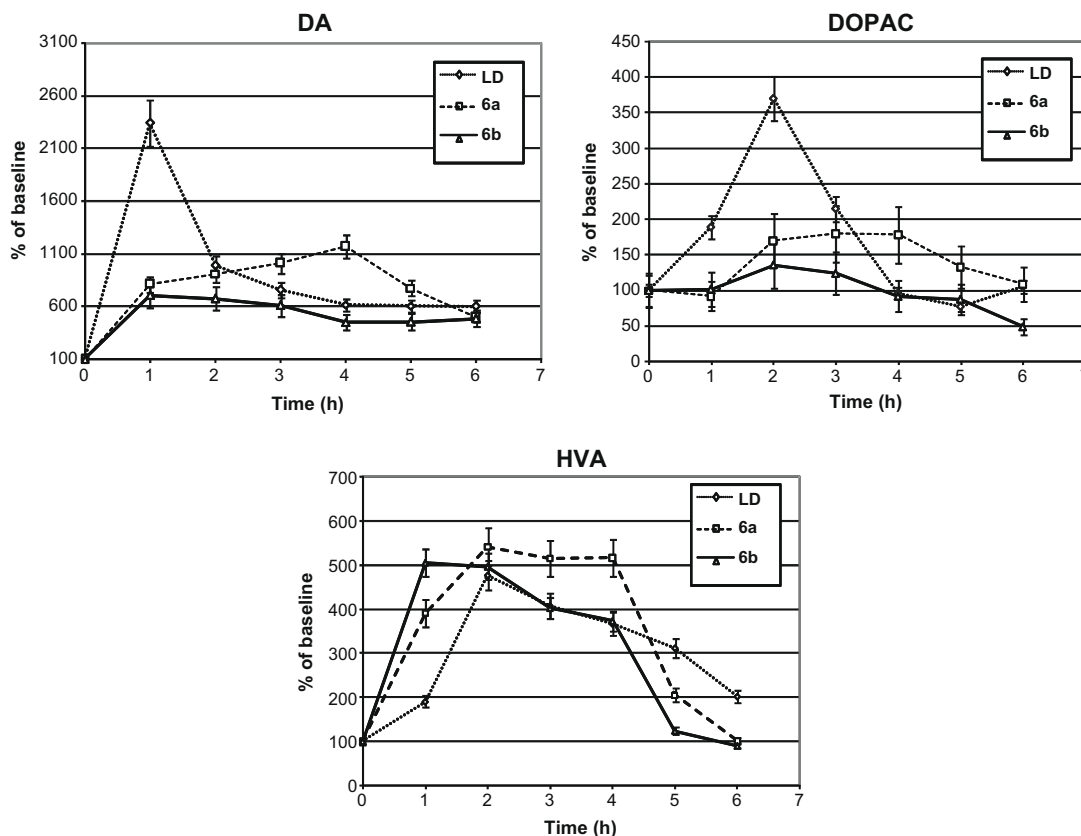 DA
% of baseline
3100
2600
2100
1600
1100
600
100
0 1 2 3 4 5 6 7
Time (h)
LD
6a
6b
DOPAC
% of baseline
450
400
350
300
250
200
150
100
50
0
0 1 2 3 4 5 6 7
Time (h)
LD
6a
6b
HVA
% of baseline
700
600
500
400
300
200
100
0
0 1 2 3 4 5 6 7
Time (h)
LD
6a
6b